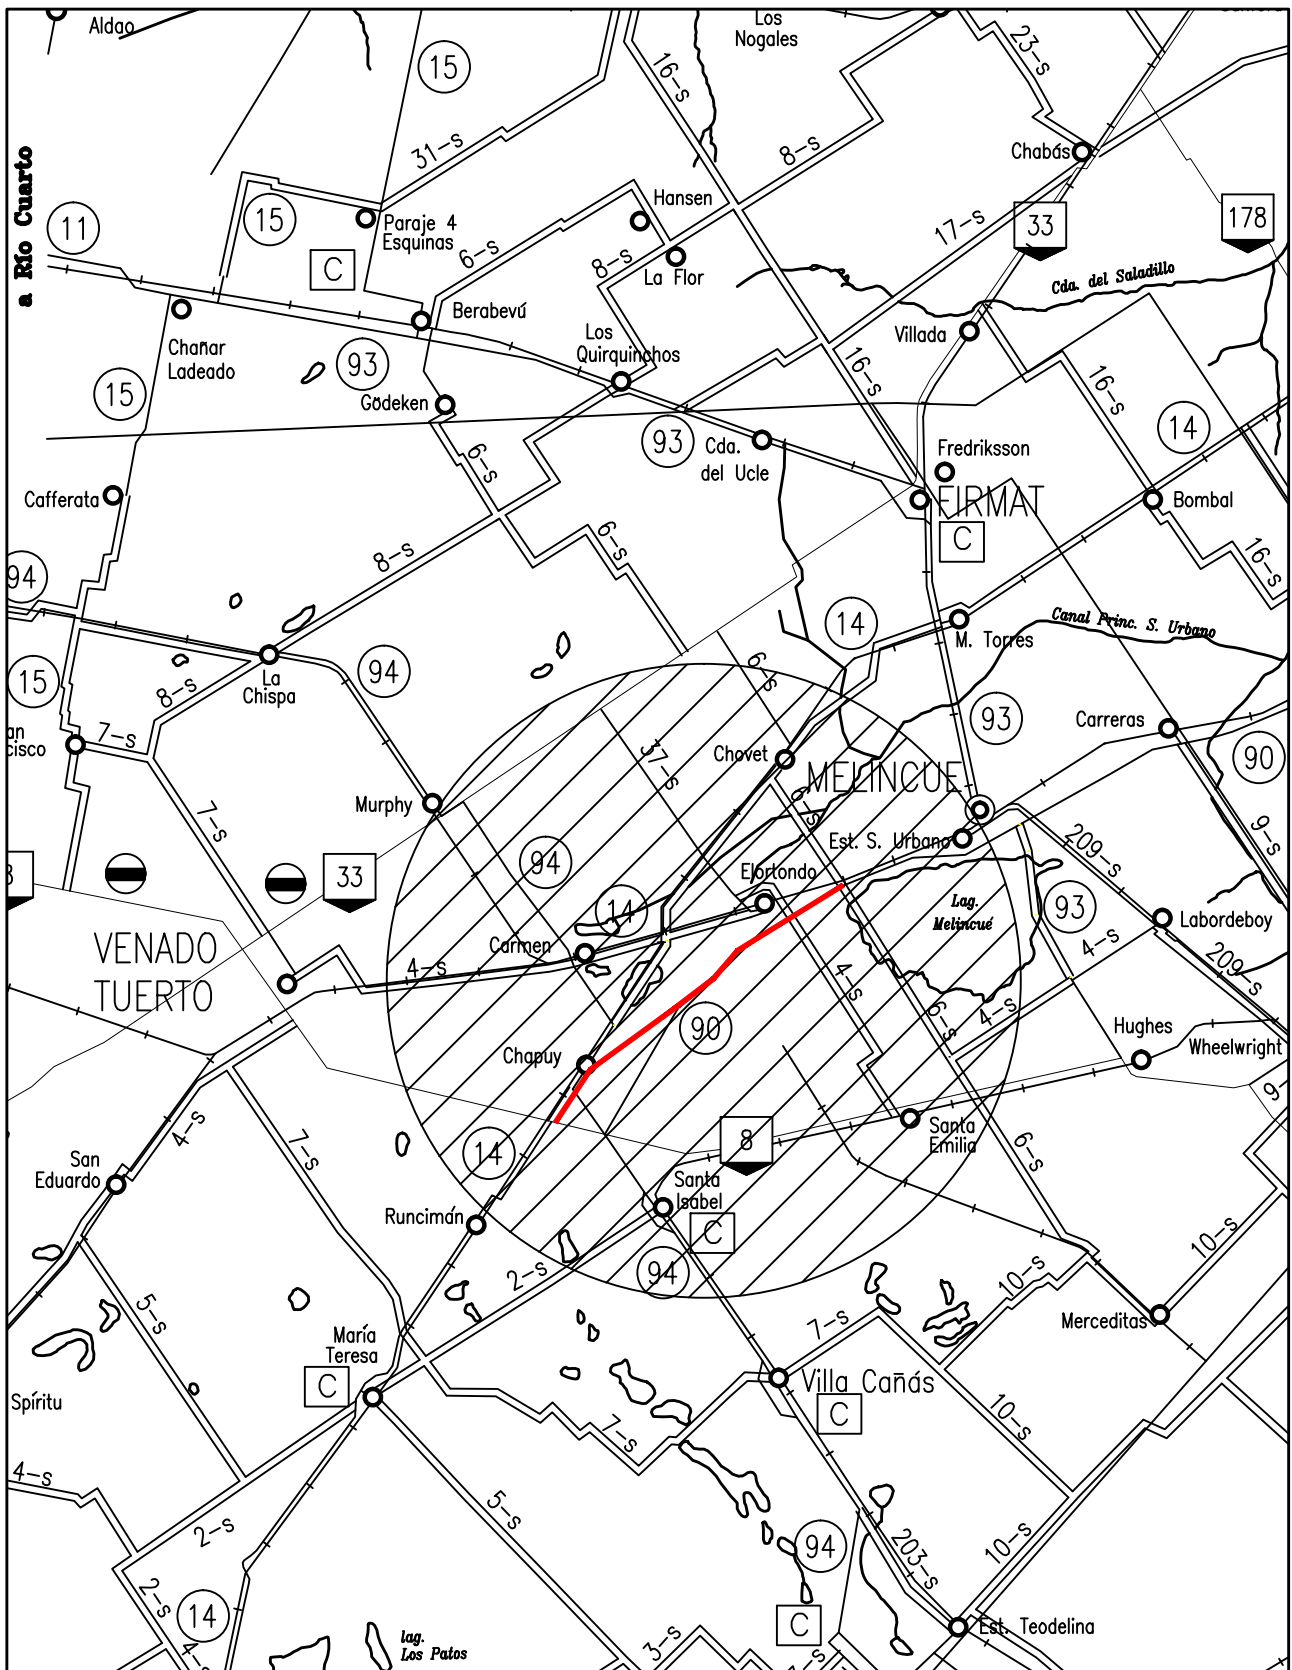 Aldao
Los
Nogales
15
16-s
23-s
31-s
8-s
Chabás
a Río Cuarto
11
15
Paraje 4
Esquinas
C
Hansen
6-s
8-s
La Flor
17-s
33
178
Cda. del Saladillo
Berabevú
Chañar
Ladeado
93
Los
Quirquinchos
Villada
15
Gödeken
16-s
16-s
14
93
Cda.
del Ucle
Fredriksson
6-s
Cafferata
FIRMAT
Bombal
C
6-s
8-s
16-s
94
14
Canal Princ. S. Urbano
M. Torres
15
La
Chispa
94
8-s
6-s
an
cisco
7-s
93
Carreras
Chovet
37-s
90
MELINCUE
Murphy
6-s
7-s
Est. S. Urbano
209-s
9-s
94
Elortondo
8
33
14
Lag.
Melincué
93
Labordeboy
VENADO
TUERTO
Carmen
4-s
4-s
4-s
209-s
90
6-s
4-s
Hughes
Wheelwright
Chapuy
9-
4-s
7-s
14
8
Santa
Emilia
6-s
San
Eduardo
Santa
Isabel
Runcimán
C
10-s
2-s
94
10-s
5-s
María
Teresa
7-s
Merceditas
C
Villa Cañás
C
Spíritu
10-s
7-s
4-s
5-s
2-s
94
203-s
10-s
2-s
14
C
Est. Teodelina
lag.
Los Patos
3-s